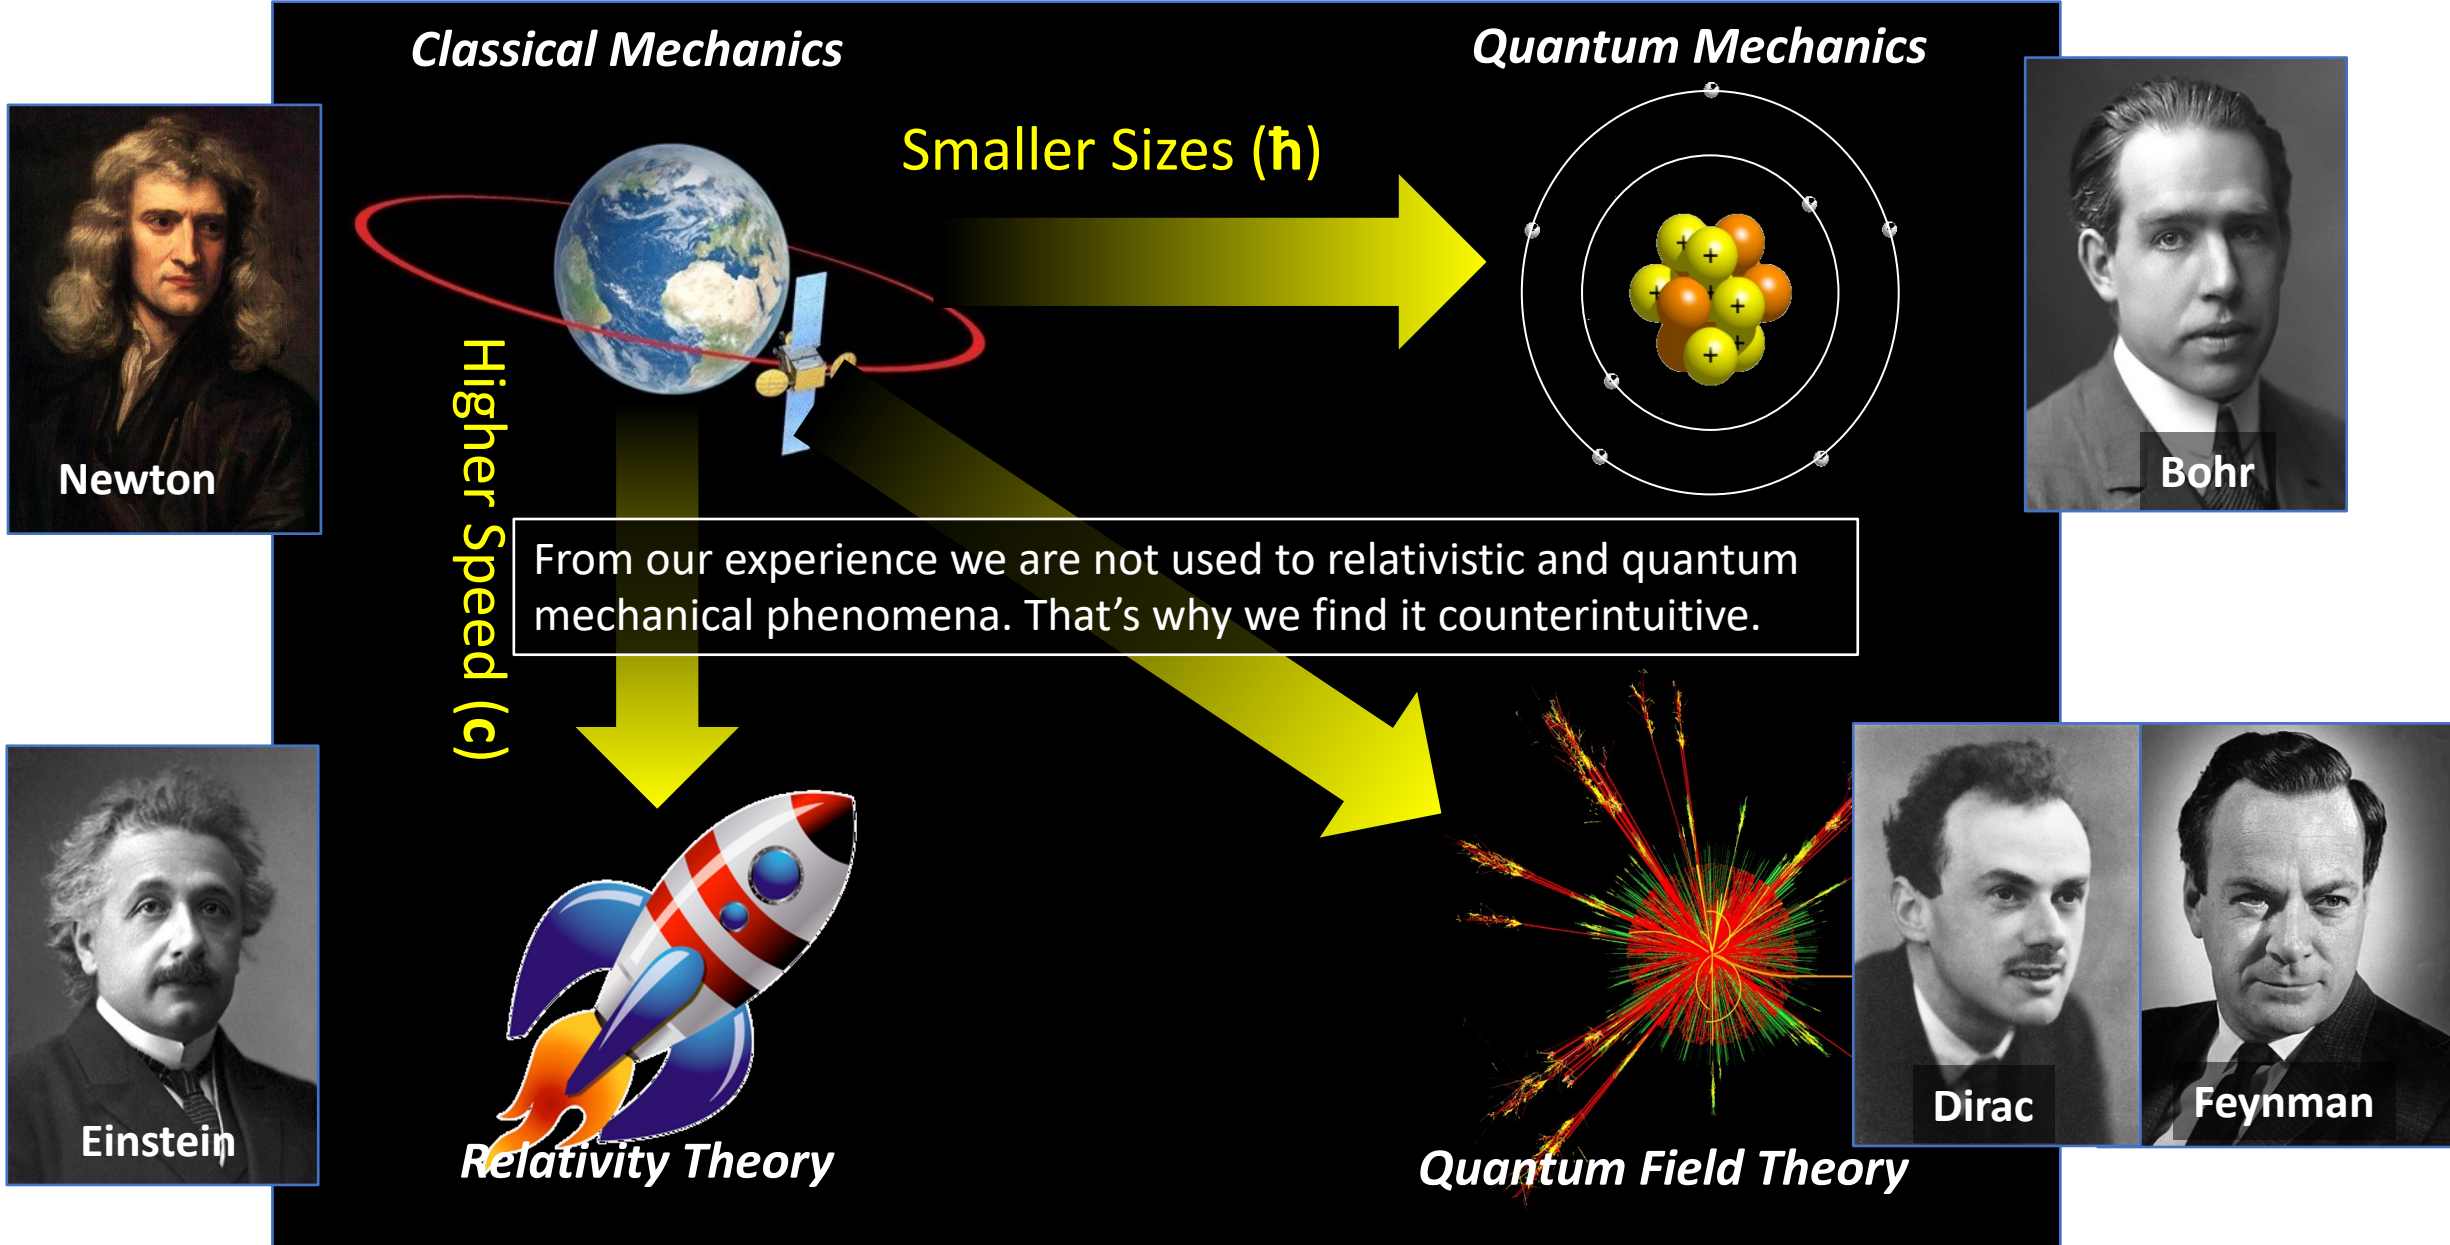 Classical Mechanics
Quantum Mechanics
Smaller Sizes (ħ)
Newton
Bohr
Higher Speed (c)
From our experience we are not used to relativistic and quantum
mechanical phenomena. That’s why we find it counterintuitive.
+
+
+
+
+
+
+
Einstein
Dirac
Feynman
Relativity Theory
Quantum Field Theory